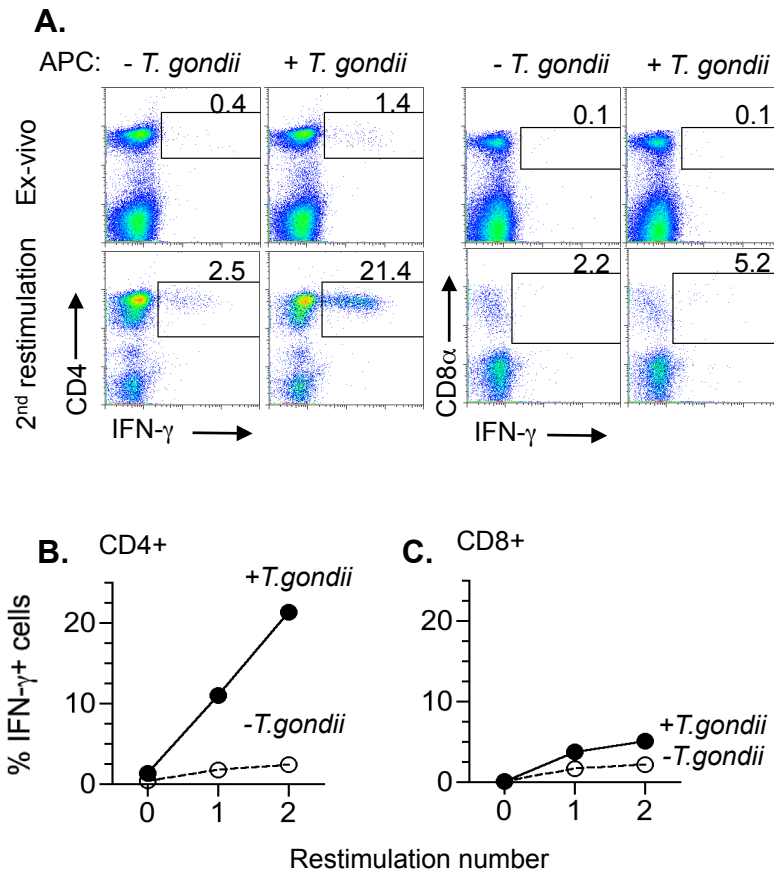 A.
APC: - T. gondii + T. gondii - T. gondii + T. gondii
Ex-vivo
0.4 1.4 0.1 0.1
2nd restimulation
2.5 21.4 2.2 5.2
CD4 CD8α
IFN-γ IFN-γ
B. CD4+ C. CD8+
+T.gondii
-T.gondii
+T.gondii
-T.gondii
% IFN-γ+ cells
20 20
10 10
0 0
0 1 2 0 1 2
Restimulation number